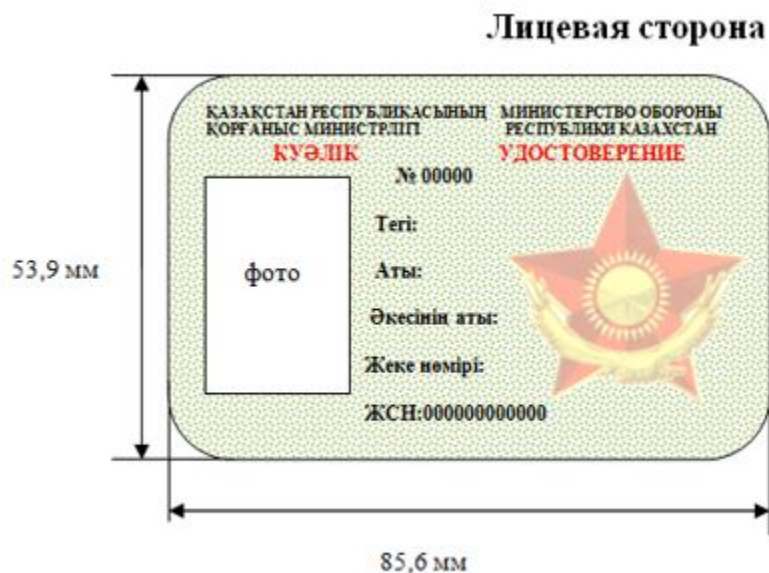 Лицевая сторона
ҚАЗАҚСТАН РЕСПУБЛИКАСЫНЫҢ МИНИСТЕРСТВО ОБОРОНЫ
ҚОРҒАНЫС МИНИСТРЛІГІ РЕСПУБЛИКИ КАЗАХСТАН
КУӘЛІК УДОСТОВЕРЕНИЕ
№ 00000
Тегі:
53,9 мм
фото
Аты:
Әкесінің аты:
Жеке нөмірі:
ЖСН:000000000000
85,6 мм